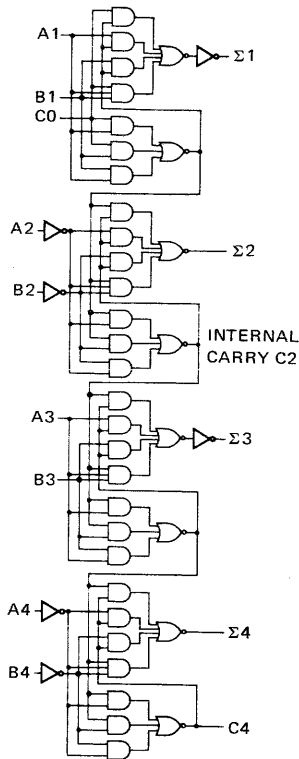 A1
Σ1
B1
C0
A2
Σ2
B2
INTERNAL
CARRY C2
A3
Σ3
B3
A4
Σ4
B4
C4